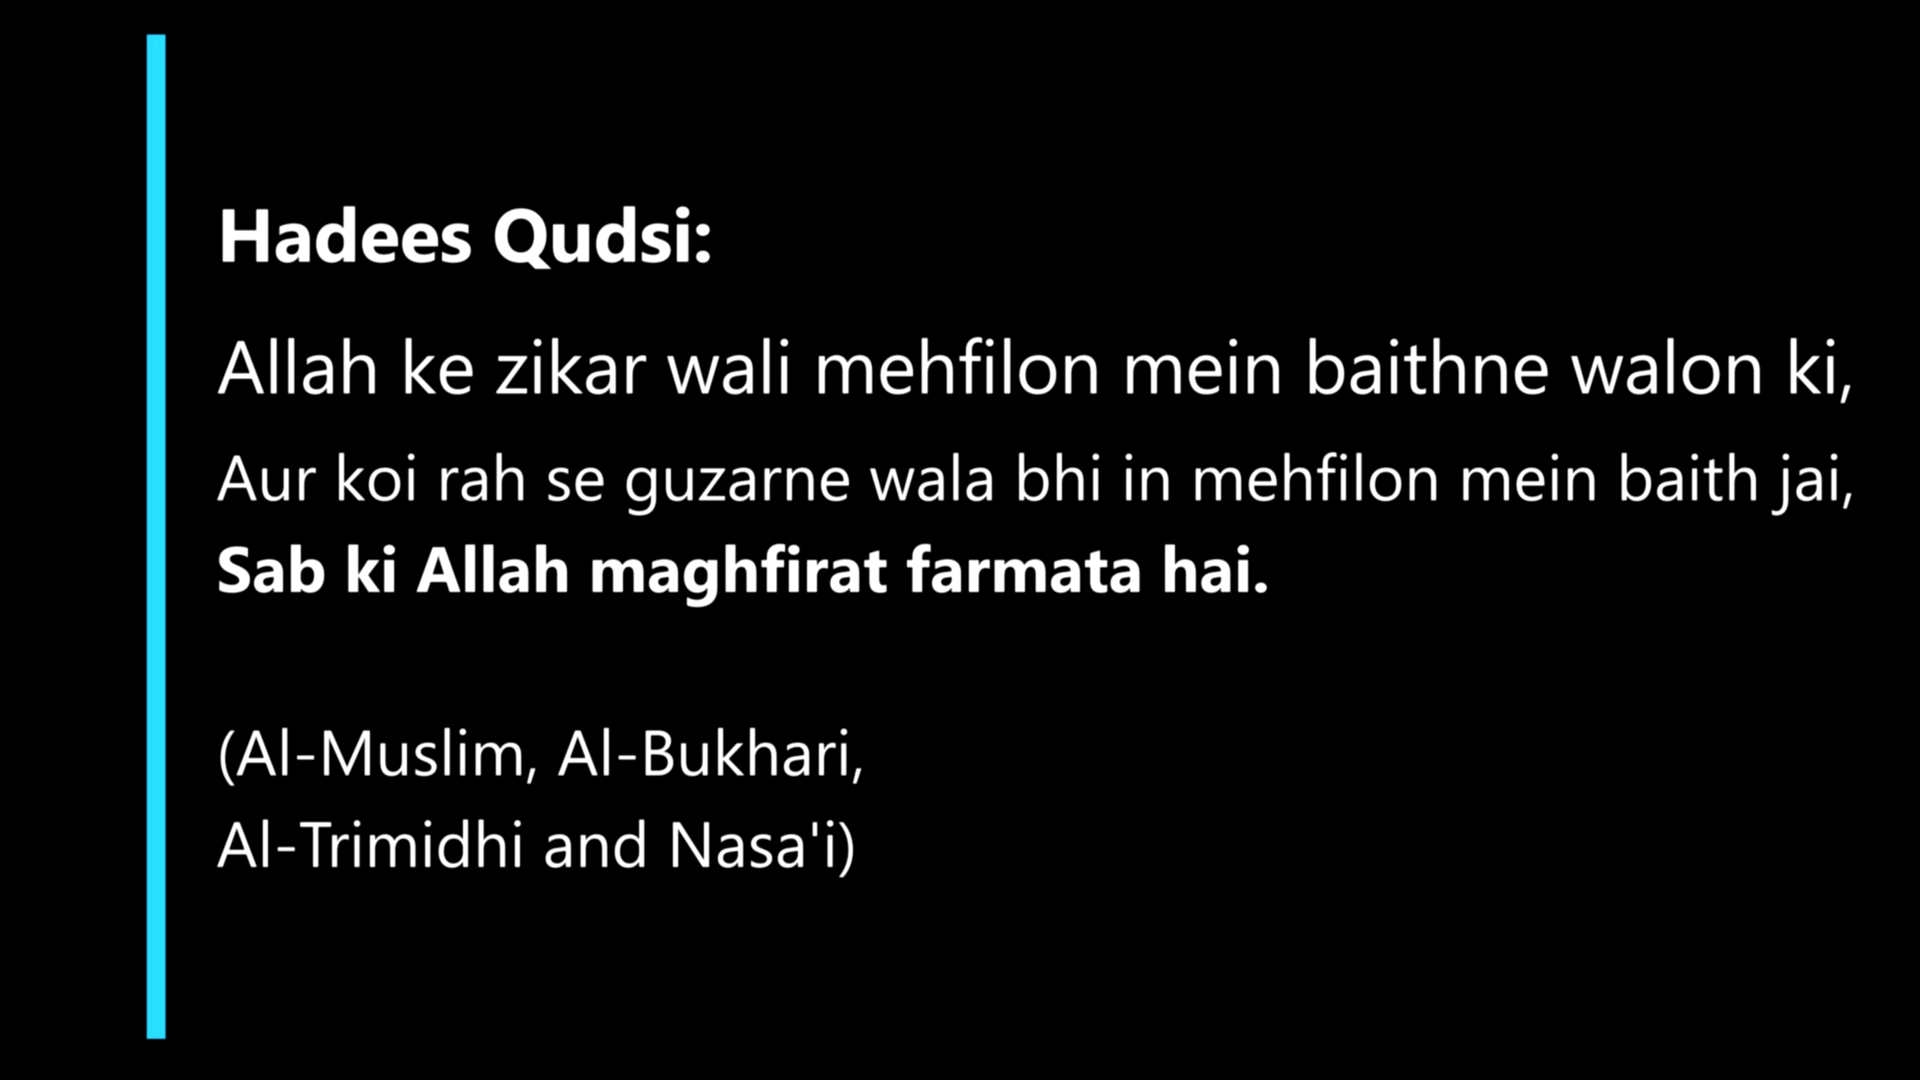 Hadees Qudsi:
Allah ke zikar wali mehfilon mein baithne walon ki,
Aur koi rah se guzarne wala bhi in mehfilon mein baith jai,
Sab ki Allah maghfirat farmata hai.
(Al-Muslim, Al-Bukhari,
Al-Trimidhi and Nasa'i)